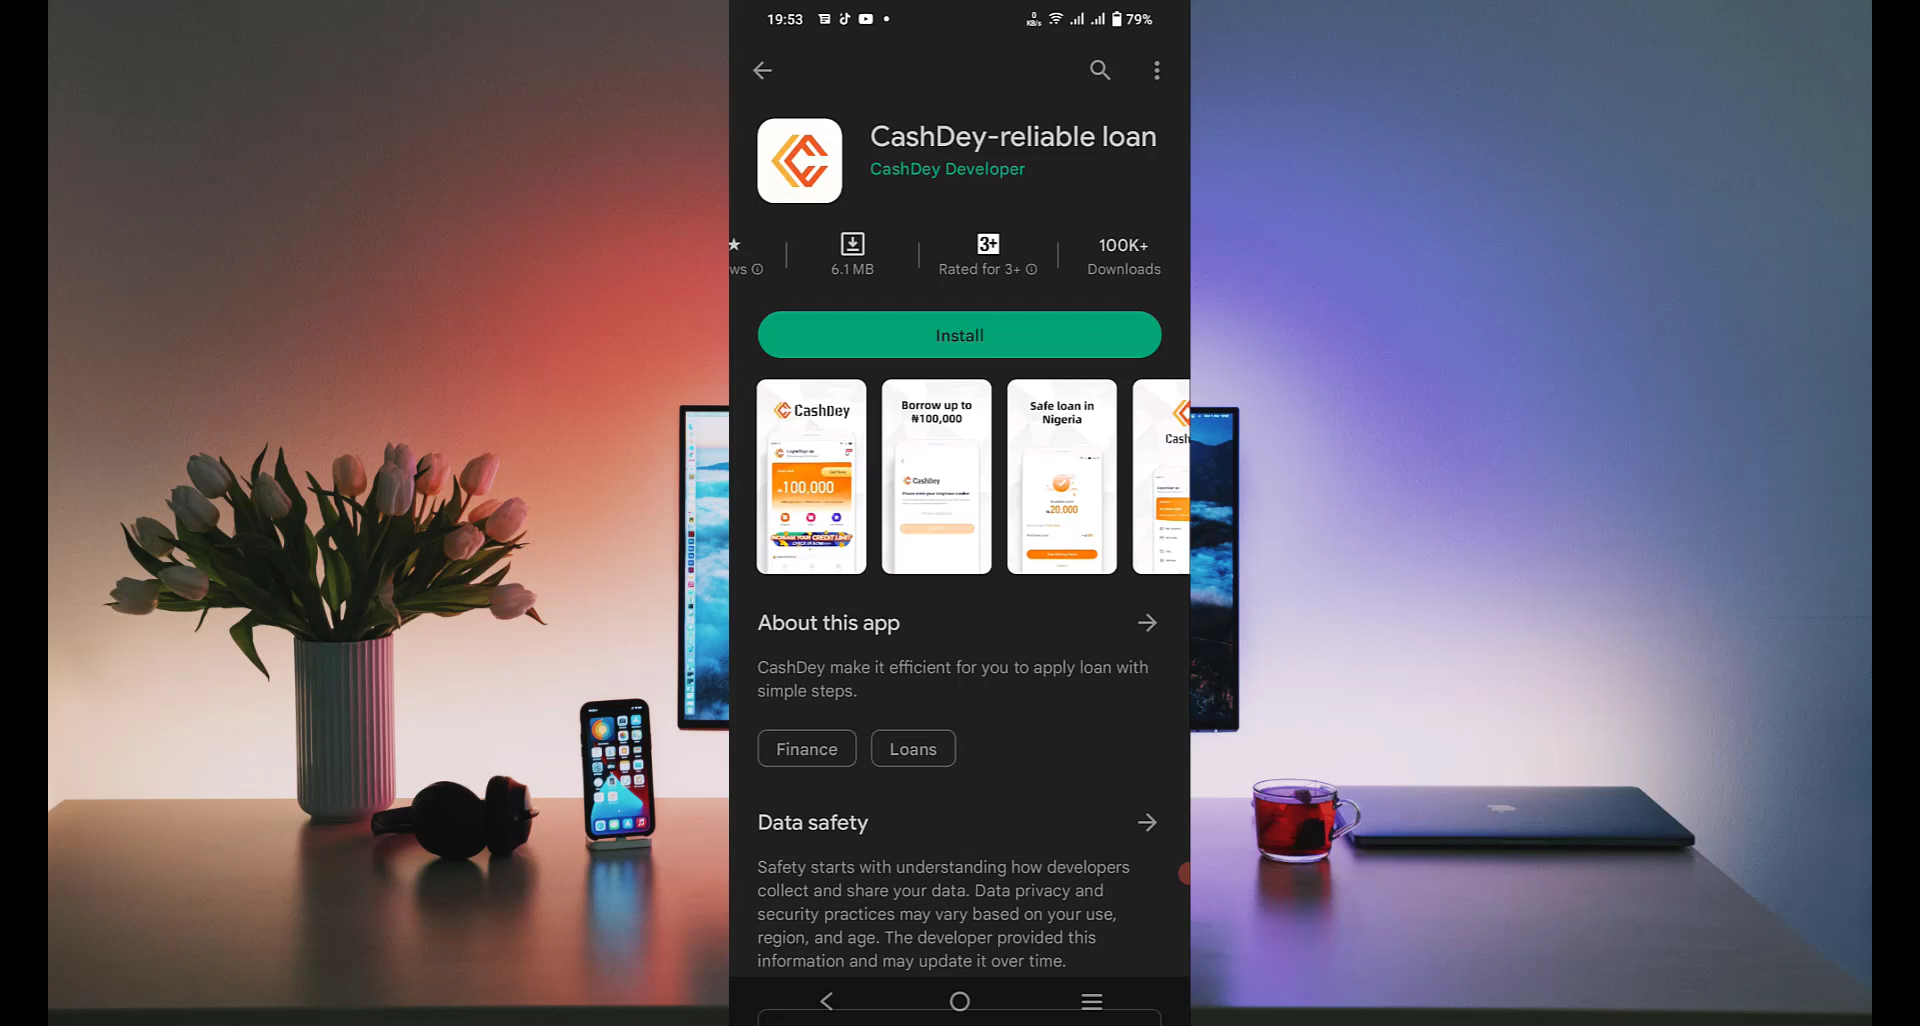 19:53
0
KB/s
79%
CashDey-reliable loan
CashDey Developer
ws
6.1 MB
3+
Rated for 3+
100K+
Downloads
Install
CashDey
100,000
Borrow up to
₦100,000
CashDey
Safe loan in
Nigeria
20,000
Cash
About this app
CashDey make it efficient for you to apply loan with
simple steps.
Finance
Loans
Data safety
Safety starts with understanding how developers
collect and share your data. Data privacy and
security practices may vary based on your use,
region, and age. The developer provided this
information and may update it over time.